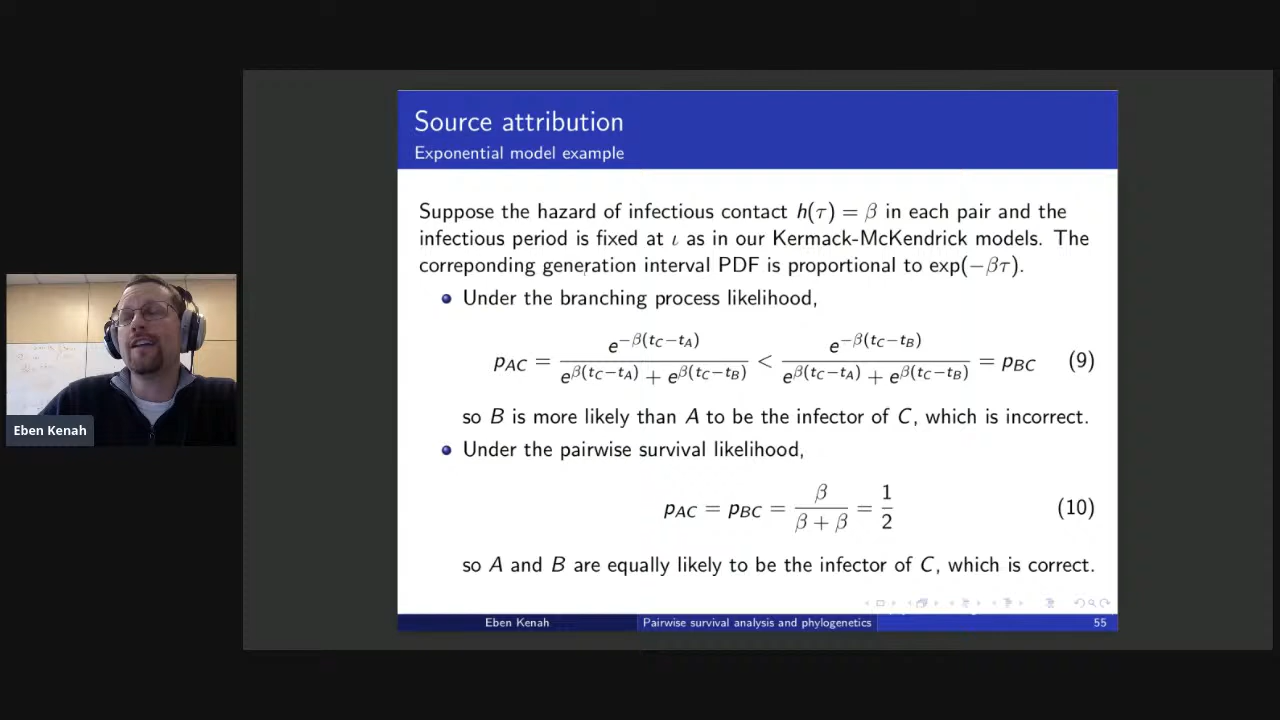 Source attribution
Exponential model example
Suppose the hazard of infectious contact h(τ) = β in each pair and the
infectious period is fixed at ι as in our Kermack-McKendrick models. The
correponding generation interval PDF is proportional to exp(−βτ).
Under the branching process likelihood,
p_AC = e^{−β(t_C−t_A)} / (e^{β(t_C−t_A)} + e^{β(t_C−t_B)}) < e^{−β(t_C−t_B)} / (e^{β(t_C−t_A)} + e^{β(t_C−t_B)}) = p_BC (9)
so B is more likely than A to be the infector of C, which is incorrect.
Under the pairwise survival likelihood,
p_AC = p_BC = β / (β + β) = 1 / 2 (10)
so A and B are equally likely to be the infector of C, which is correct.
Eben Kenah
Eben Kenah Pairwise survival analysis and phylogenetics 55